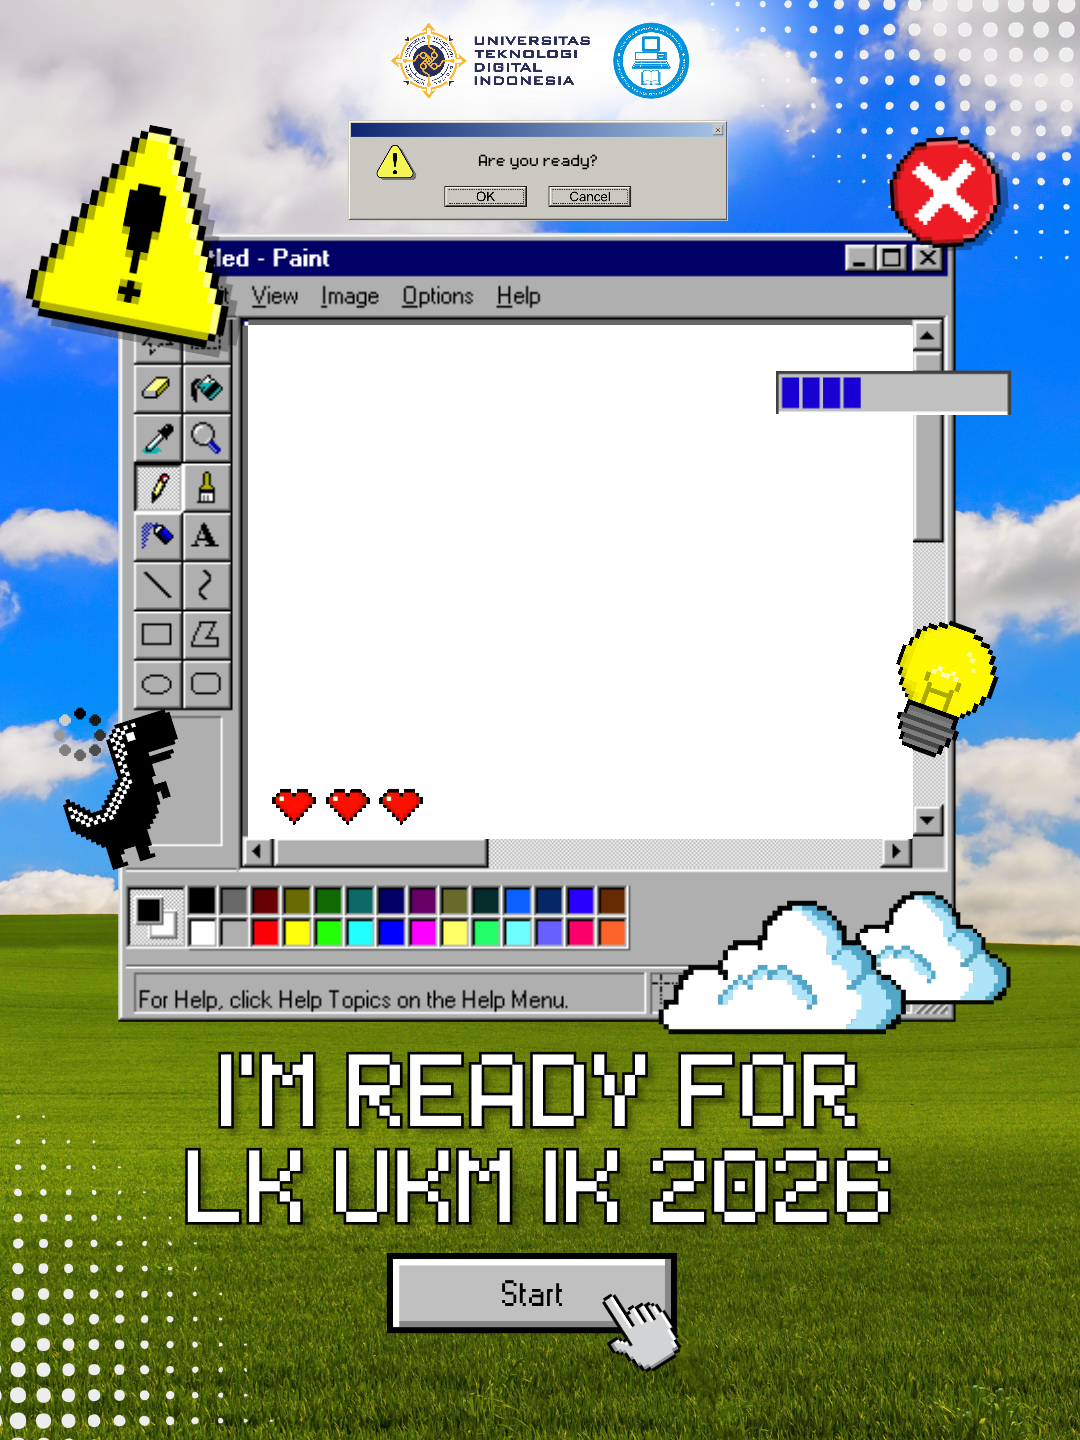 UNIVERSITAS
TEKNOLOGI
DIGITAL
INDONESIA
Are you ready?
OK Cancel
tled - Paint
View Image Options Help
A
For Help, click Help Topics on the Help Menu.
I'M READY FOR
LK UKM IK 2026
Start